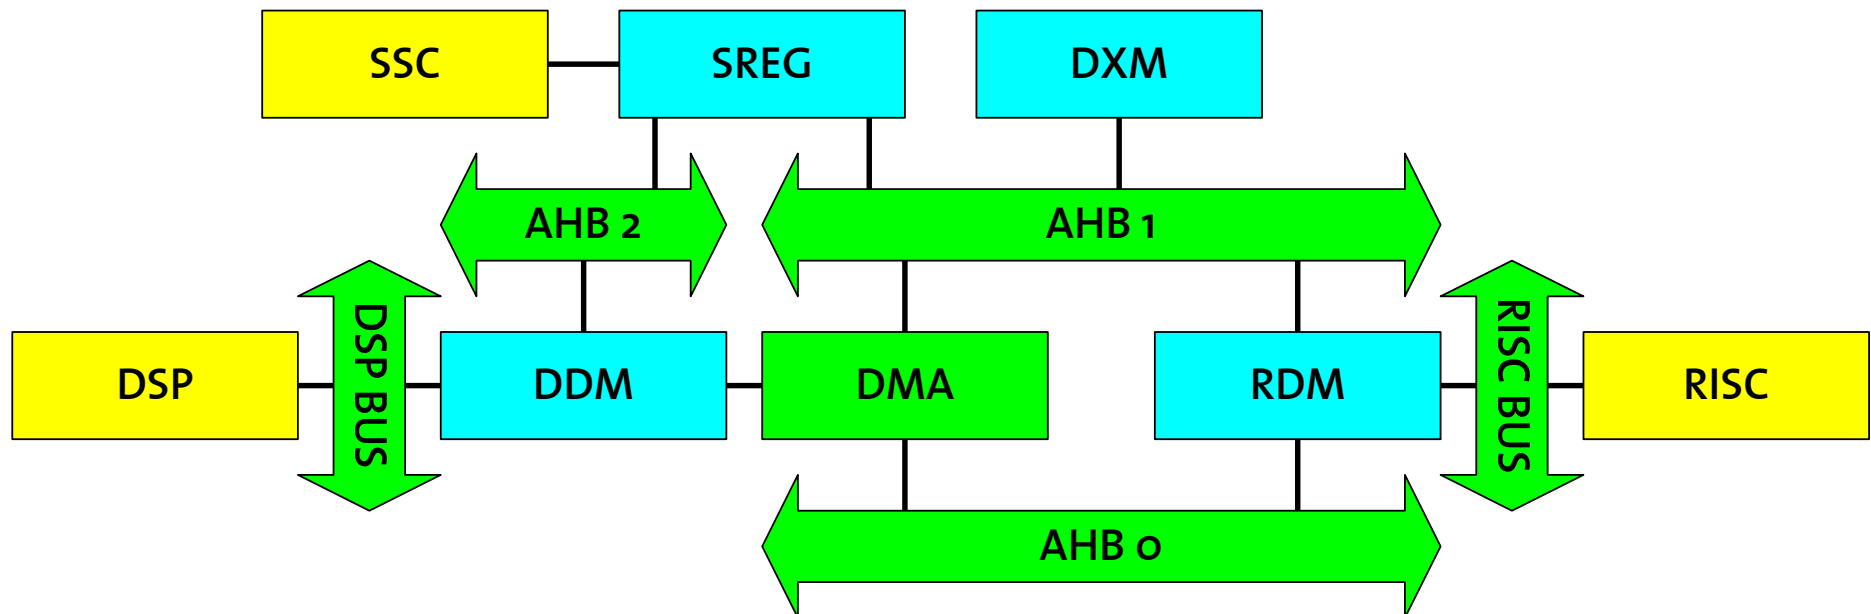 SSC
SREG
DXM
AHB 2
AHB 1
DSP
DSP BUS
DDM
DMA
RDM
RISC BUS
RISC
AHB 0